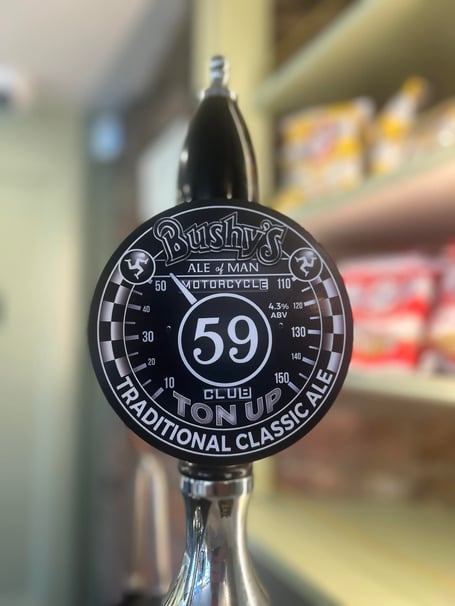 Bushy's
ALE of MAN
MOTORCYCLE
50
110
120
4.3%
ABV
40
130
30
59
140
20
10
150
CLUB
TON UP
TRADITIONAL CLASSIC ALE